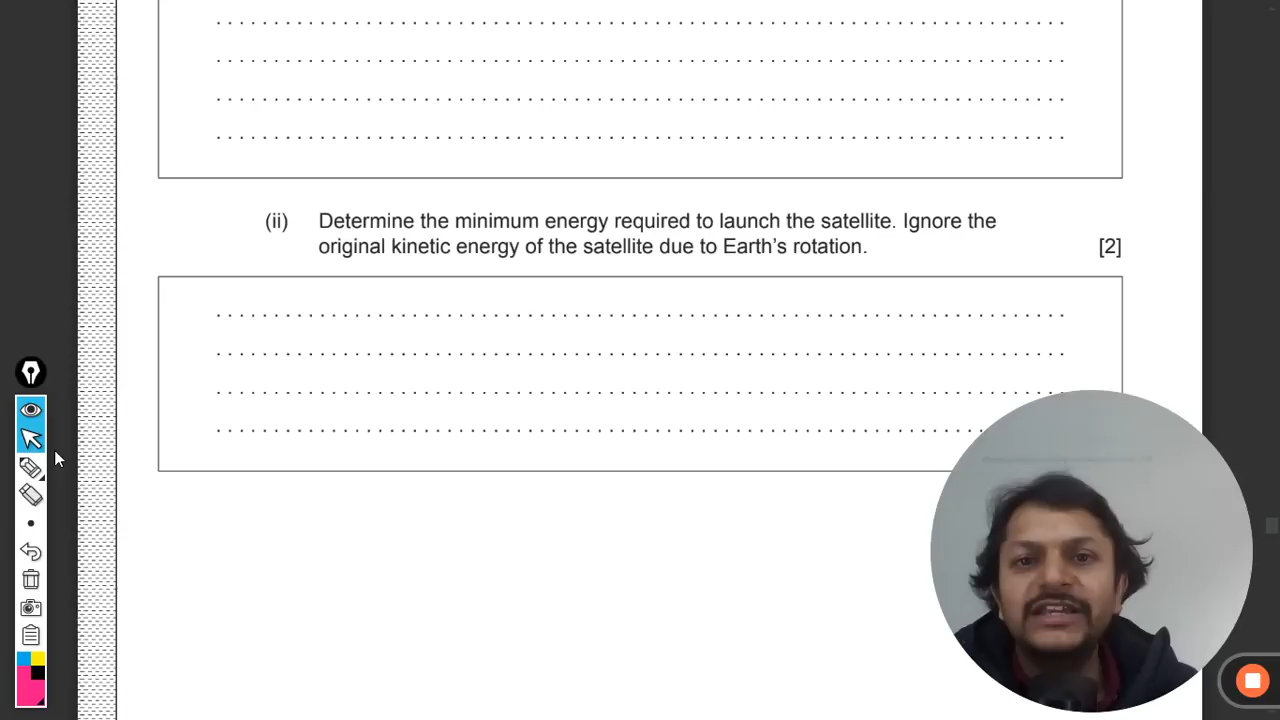 (ii) Determine the minimum energy required to launch the satellite. Ignore the
original kinetic energy of the satellite due to Earth’s rotation. [2]